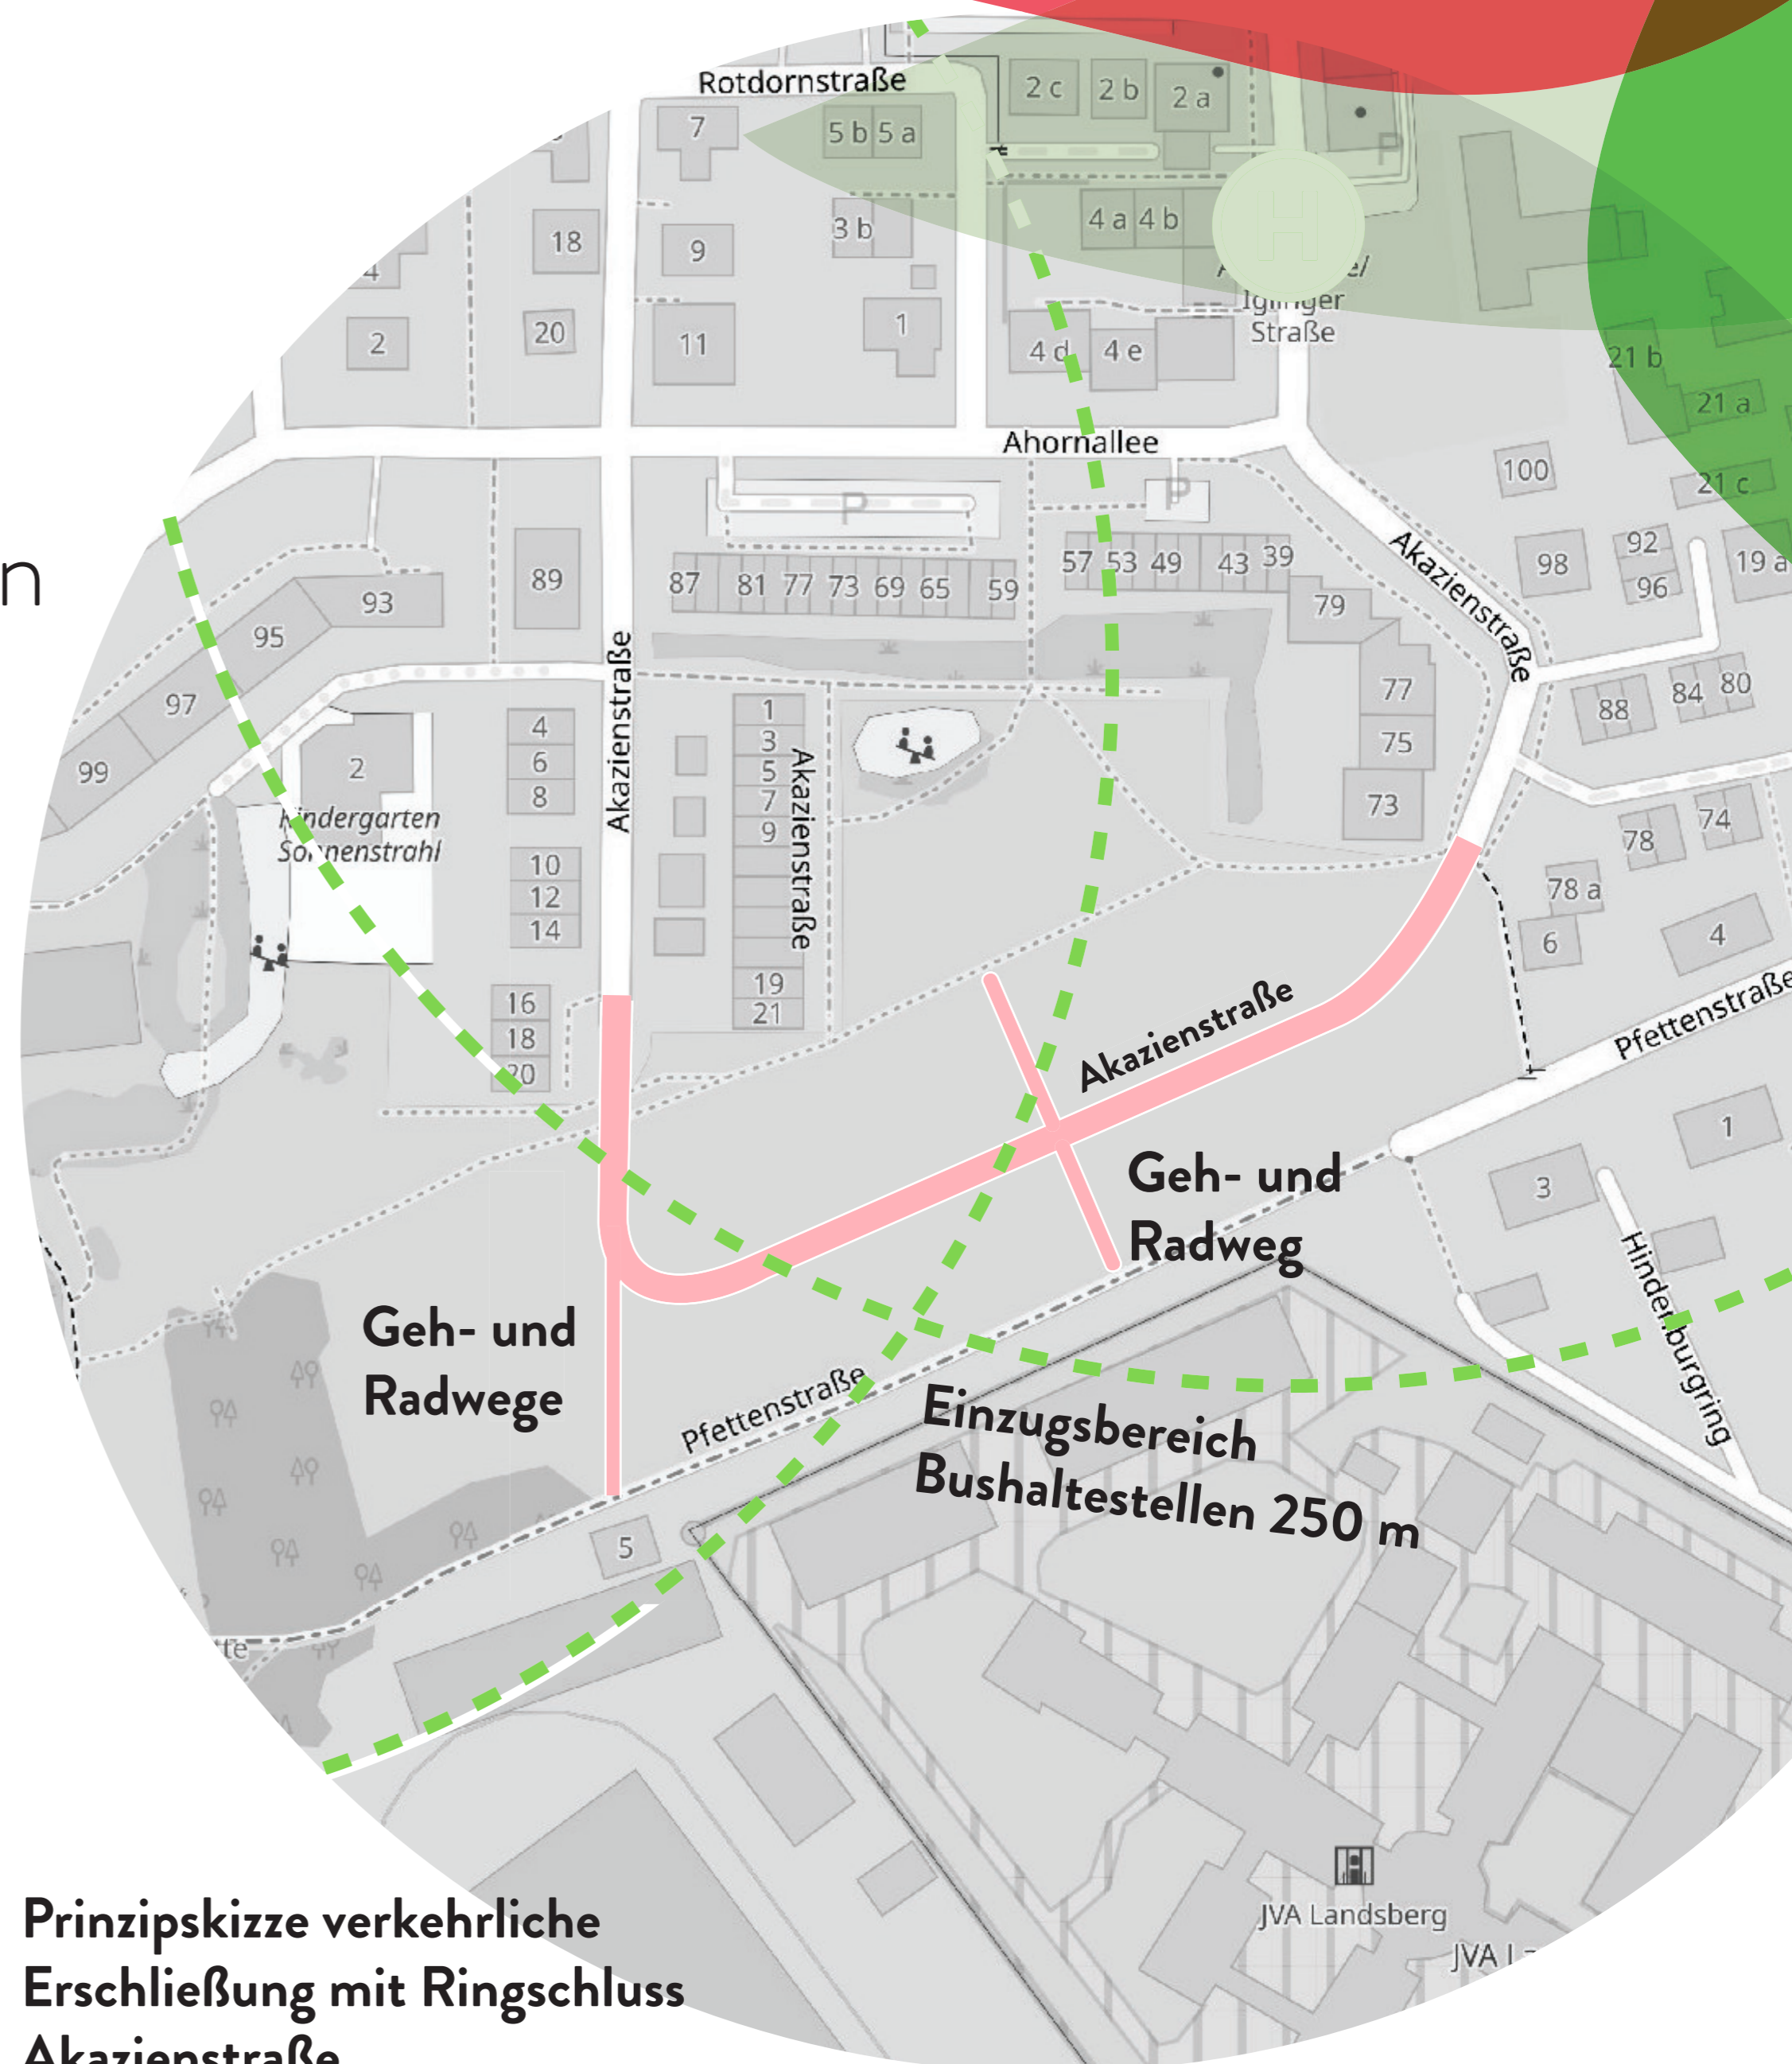 Rotdornstraße
2 c
2 b
2 a
7
5 b
5 a
P
18
9
3 b
4 a
4 b
4
H
Iglinger
Straße
2
20
11
1
4 d
4 e
21 b
21 a
Ahornallee
100
21 c
P
P
n
89
87
81
77
73
69
65
59
57
53
49
43
39
Akazienstraße
98
92
96
19 a
93
95
79
97
Akazienstraße
77
88
84
80
4
6
8
1
3
5
7
9
Akazienstraße
75
99
2
73
78
74
Kindergarten
Sonnenstrahl
10
12
14
78 a
6
4
16
18
20
19
21
Akazienstraße
Pfettenstraße
1
3
Geh- und
Radweg
Hindenburgring
Geh- und
Radwege
Pfettenstraße
Einzugsbereich
Bushaltestellen 250 m
5
tte
JVA Landsberg
JVA
Prinzipskizze verkehrliche
Erschließung mit Ringschluss
Akazienstraße